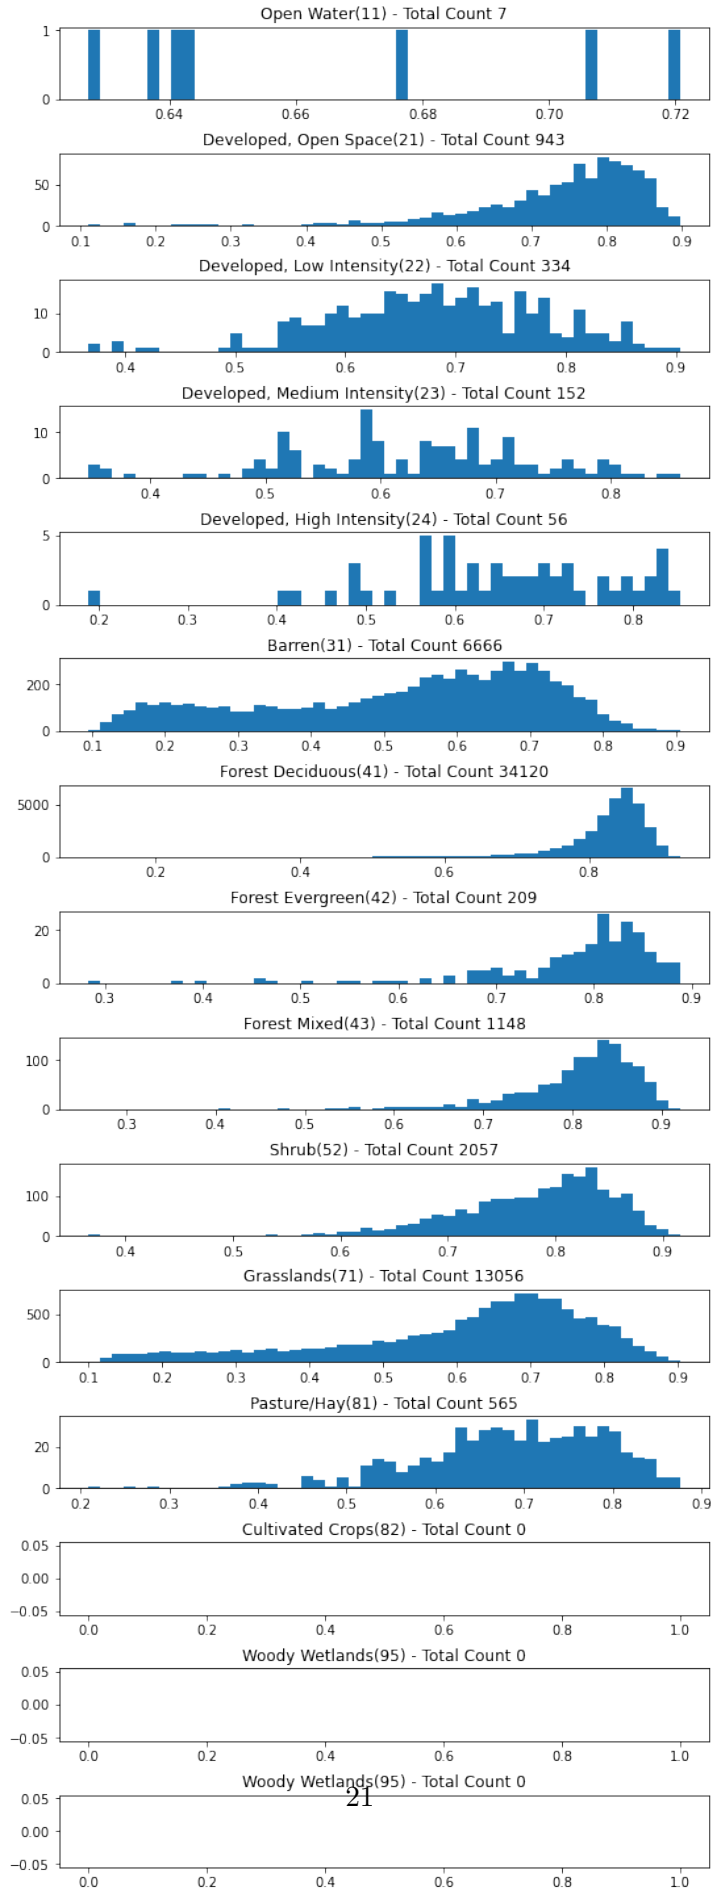 Open Water(11) - Total Count 7
1
0
0.64 0.66 0.68 0.70 0.72
Developed, Open Space(21) - Total Count 943
50
0
0.1 0.2 0.3 0.4 0.5 0.6 0.7 0.8 0.9
Developed, Low Intensity(22) - Total Count 334
10
0
0.4 0.5 0.6 0.7 0.8 0.9
Developed, Medium Intensity(23) - Total Count 152
10
0
0.4 0.5 0.6 0.7 0.8
Developed, High Intensity(24) - Total Count 56
5
0
0.2 0.3 0.4 0.5 0.6 0.7 0.8
Barren(31) - Total Count 6666
200
0
0.1 0.2 0.3 0.4 0.5 0.6 0.7 0.8 0.9
Forest Deciduous(41) - Total Count 34120
5000
0
0.2 0.4 0.6 0.8
Forest Evergreen(42) - Total Count 209
20
0
0.3 0.4 0.5 0.6 0.7 0.8 0.9
Forest Mixed(43) - Total Count 1148
100
0
0.3 0.4 0.5 0.6 0.7 0.8 0.9
Shrub(52) - Total Count 2057
100
0
0.4 0.5 0.6 0.7 0.8 0.9
Grasslands(71) - Total Count 13056
500
0
0.1 0.2 0.3 0.4 0.5 0.6 0.7 0.8 0.9
Pasture/Hay(81) - Total Count 565
20
0
0.2 0.3 0.4 0.5 0.6 0.7 0.8 0.9
Cultivated Crops(82) - Total Count 0
0.05
0.00
−0.05
0.0 0.2 0.4 0.6 0.8 1.0
Woody Wetlands(95) - Total Count 0
0.05
0.00
−0.05
0.0 0.2 0.4 0.6 0.8 1.0
Woody Wetlands(95) - Total Count 0
21
0.05
0.00
−0.05
0.0 0.2 0.4 0.6 0.8 1.0